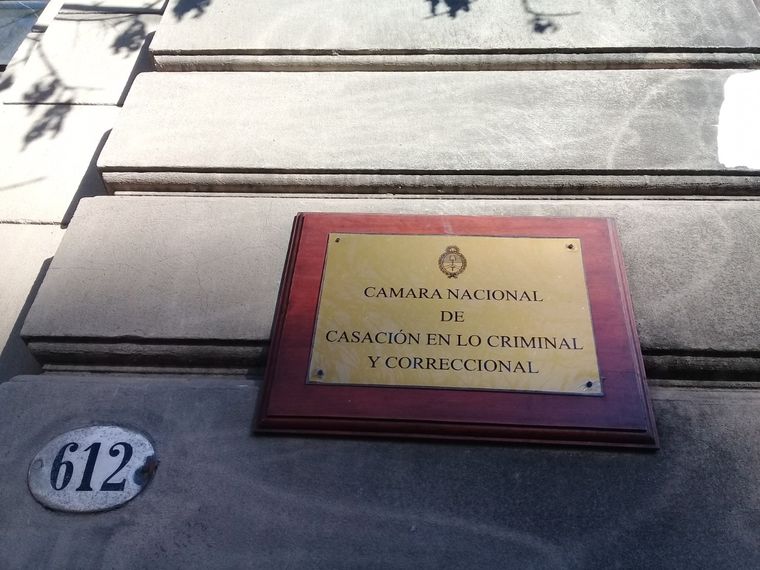 CAMARA NACIONAL
DE
CASACIÓN EN LO CRIMINAL
Y CORRECCIONAL
612